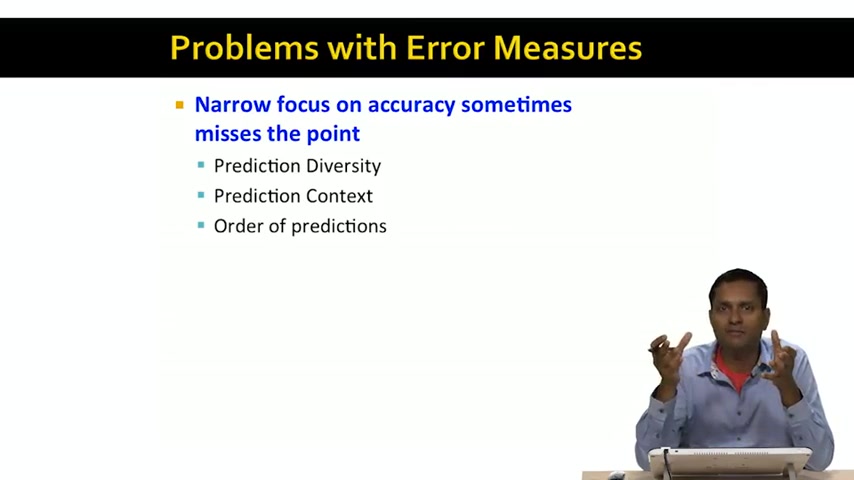 Problems with Error Measures
Narrow focus on accuracy sometimes
misses the point
Prediction Diversity
Prediction Context
Order of predictions